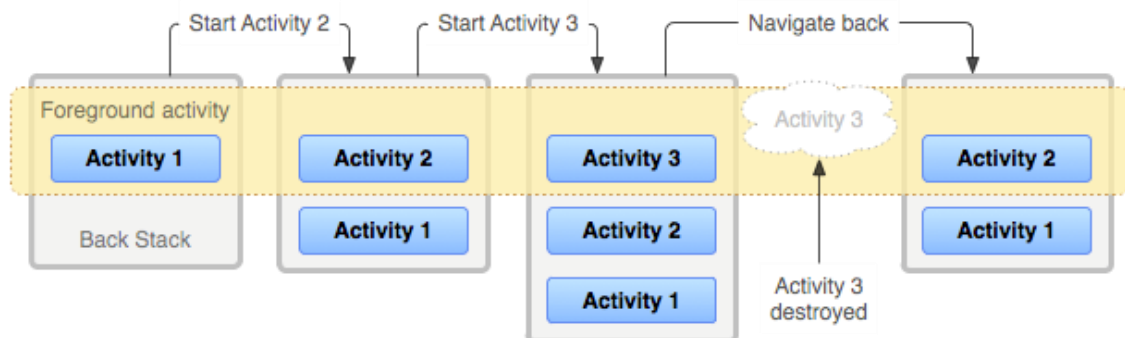 Start Activity 2
Start Activity 3
Navigate back
Foreground activity
Activity 3
Activity 1
Activity 2
Activity 3
Activity 2
Back Stack
Activity 1
Activity 2
Activity 1
Activity 1
Activity 3
destroyed